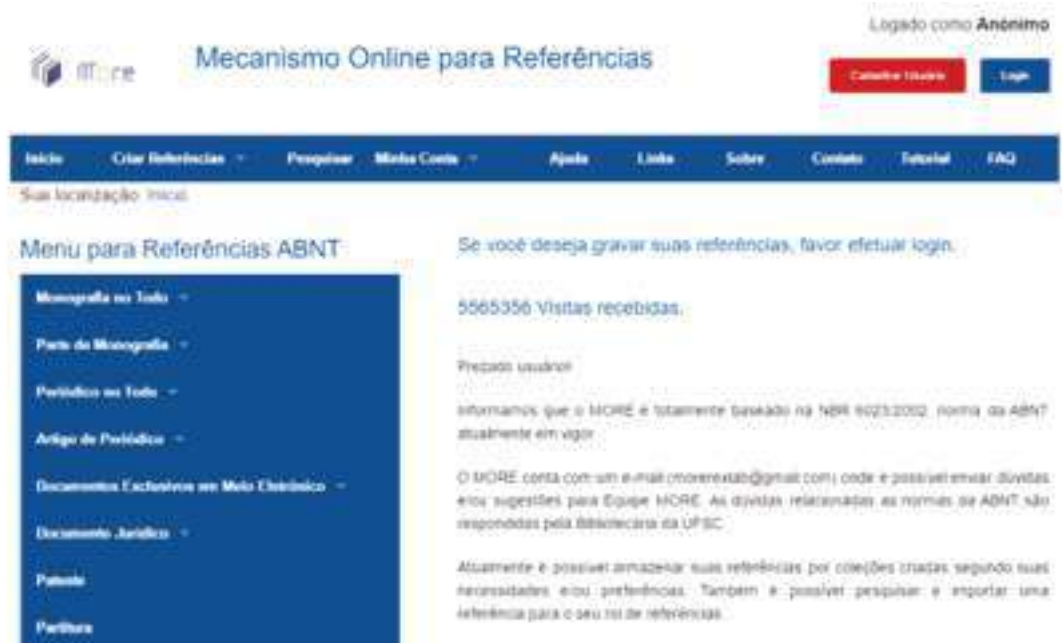 Logado como Anônimo
More
Mecanismo Online para Referências
Cadastrar Usuário
Login
Início Criar Referências Pesquisar Minha Conta Ajuda Links Sobre Contato Tutorial FAQ
Sua localização: Início
Menu para Referências ABNT
Monografia no Todo
Parte de Monografia
Periódico no Todo
Artigo de Periódico
Documentos Exclusivos em Meio Eletrônico
Documento Jurídico
Patente
Partitura
Se você deseja gravar suas referências, favor efetuar login.
5565356 Visitas recebidas.
Prezado usuário!
Informamos que o MORE é totalmente baseado na NBR 6023:2002, norma da ABNT
atualmente em vigor.
O MORE conta com um e-mail (morerexlab@gmail.com) onde é possível enviar dúvidas
e/ou sugestões para Equipe MORE. As dúvidas relacionadas as normas da ABNT são
respondidas pela Bibliotecária da UFSC.
Atualmente é possível armazenar suas referências por coleções criadas segundo suas
necessidades e/ou preferências. Também é possível pesquisar e importar uma
referência para o seu rol de referências.